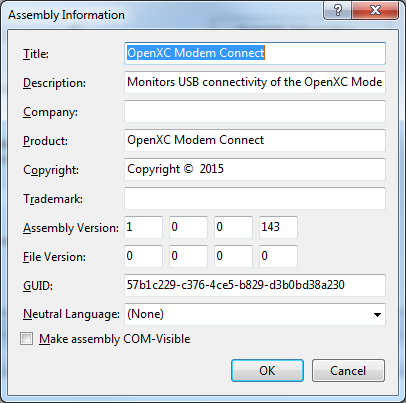 Assembly Information
Title: OpenXC Modem Connect
Description: Monitors USB connectivity of the OpenXC Mode
Company:
Product: OpenXC Modem Connect
Copyright: Copyright © 2015
Trademark:
Assembly Version: 1 0 0 143
File Version: 0 0 0 0
GUID: 57b1c229-c376-4ce5-b829-d3b0bd38a230
Neutral Language: (None)
Make assembly COM-Visible
OK Cancel